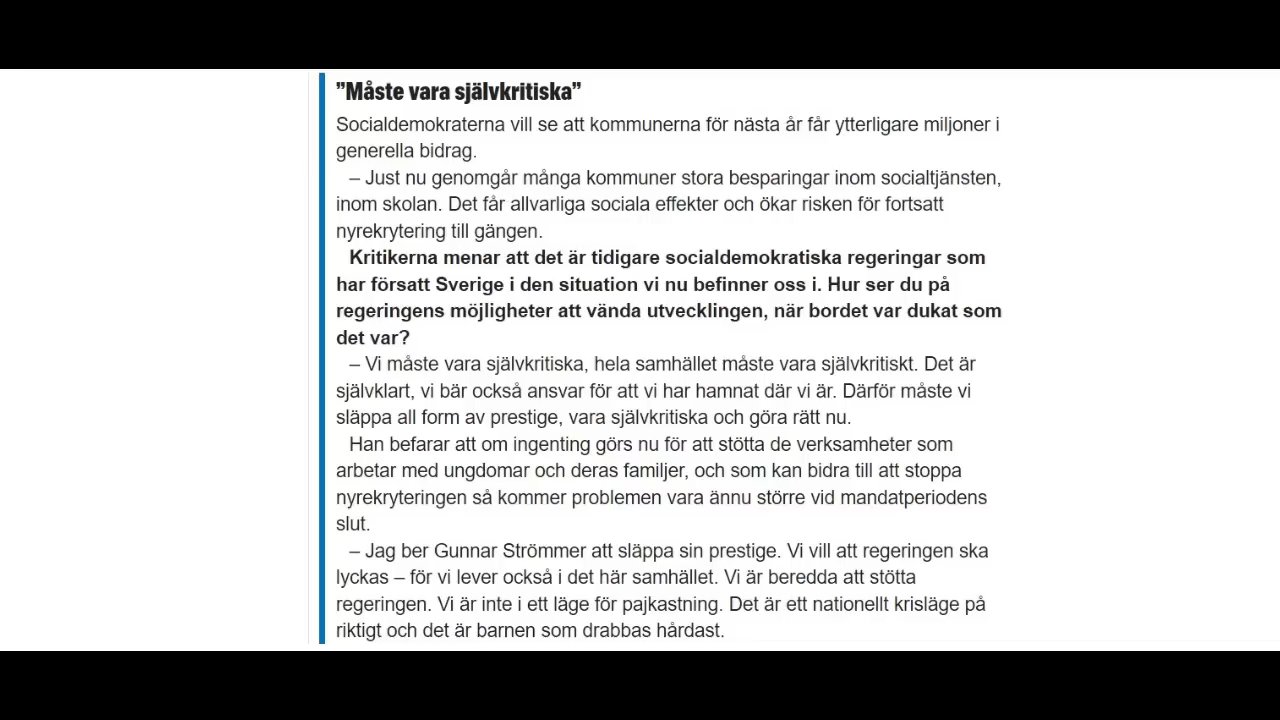 ”Måste vara självkritiska”
Socialdemokraterna vill se att kommunerna för nästa år får ytterligare miljoner i
generella bidrag.
– Just nu genomgår många kommuner stora besparingar inom socialtjänsten,
inom skolan. Det får allvarliga sociala effekter och ökar risken för fortsatt
nyrekrytering till gängen.
Kritikerna menar att det är tidigare socialdemokratiska regeringar som
har försatt Sverige i den situation vi nu befinner oss i. Hur ser du på
regeringens möjligheter att vända utvecklingen, när bordet var dukat som
det var?
– Vi måste vara självkritiska, hela samhället måste vara självkritiskt. Det är
självklart, vi bär också ansvar för att vi har hamnat där vi är. Därför måste vi
släppa all form av prestige, vara självkritiska och göra rätt nu.
Han befarar att om ingenting görs nu för att stötta de verksamheter som
arbetar med ungdomar och deras familjer, och som kan bidra till att stoppa
nyrekryteringen så kommer problemen vara ännu större vid mandatperiodens
slut.
– Jag ber Gunnar Strömmer att släppa sin prestige. Vi vill att regeringen ska
lyckas – för vi lever också i det här samhället. Vi är beredda att stötta
regeringen. Vi är inte i ett läge för pajkastning. Det är ett nationellt krisläge på
riktigt och det är barnen som drabbas hårdast.